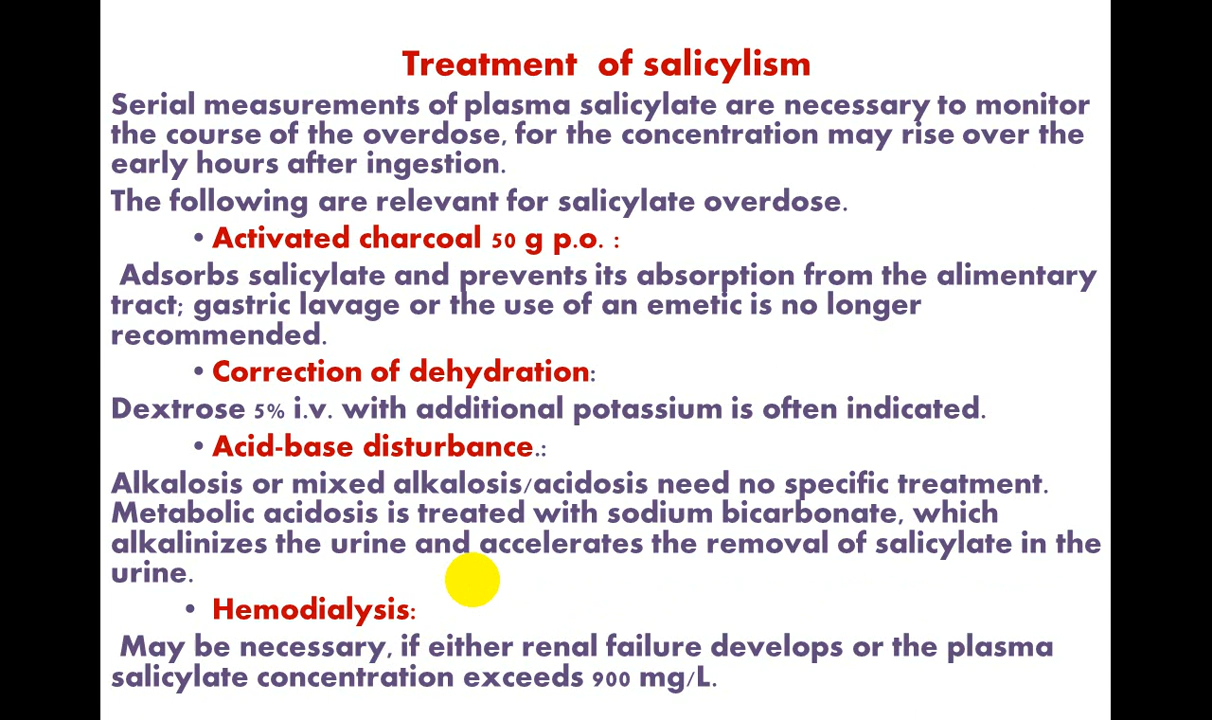 Treatment of salicylism
Serial measurements of plasma salicylate are necessary to monitor
the course of the overdose, for the concentration may rise over the
early hours after ingestion.
The following are relevant for salicylate overdose.
• Activated charcoal 50 g p.o. :
Adsorbs salicylate and prevents its absorption from the alimentary
tract; gastric lavage or the use of an emetic is no longer
recommended.
• Correction of dehydration:
Dextrose 5% i.v. with additional potassium is often indicated.
• Acid-base disturbance.:
Alkalosis or mixed alkalosis/acidosis need no specific treatment.
Metabolic acidosis is treated with sodium bicarbonate, which
alkalinizes the urine and accelerates the removal of salicylate in the
urine.
• Hemodialysis:
May be necessary, if either renal failure develops or the plasma
salicylate concentration exceeds 900 mg/L.